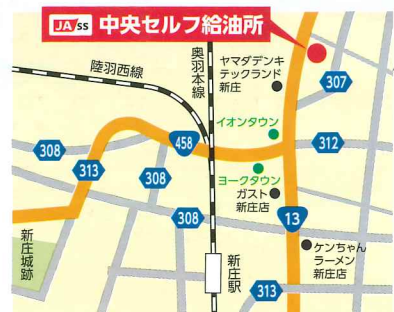 JA SS 中央セルフ給油所
陸羽西線
奥羽本線
ヤマダデンキ
テックランド
新庄
307
イオンタウン
458
312
308
313
308
ヨークタウン
ガスト
新庄店
308
13
新庄城跡
新庄駅
ケンちゃん
ラーメン
新庄店
313